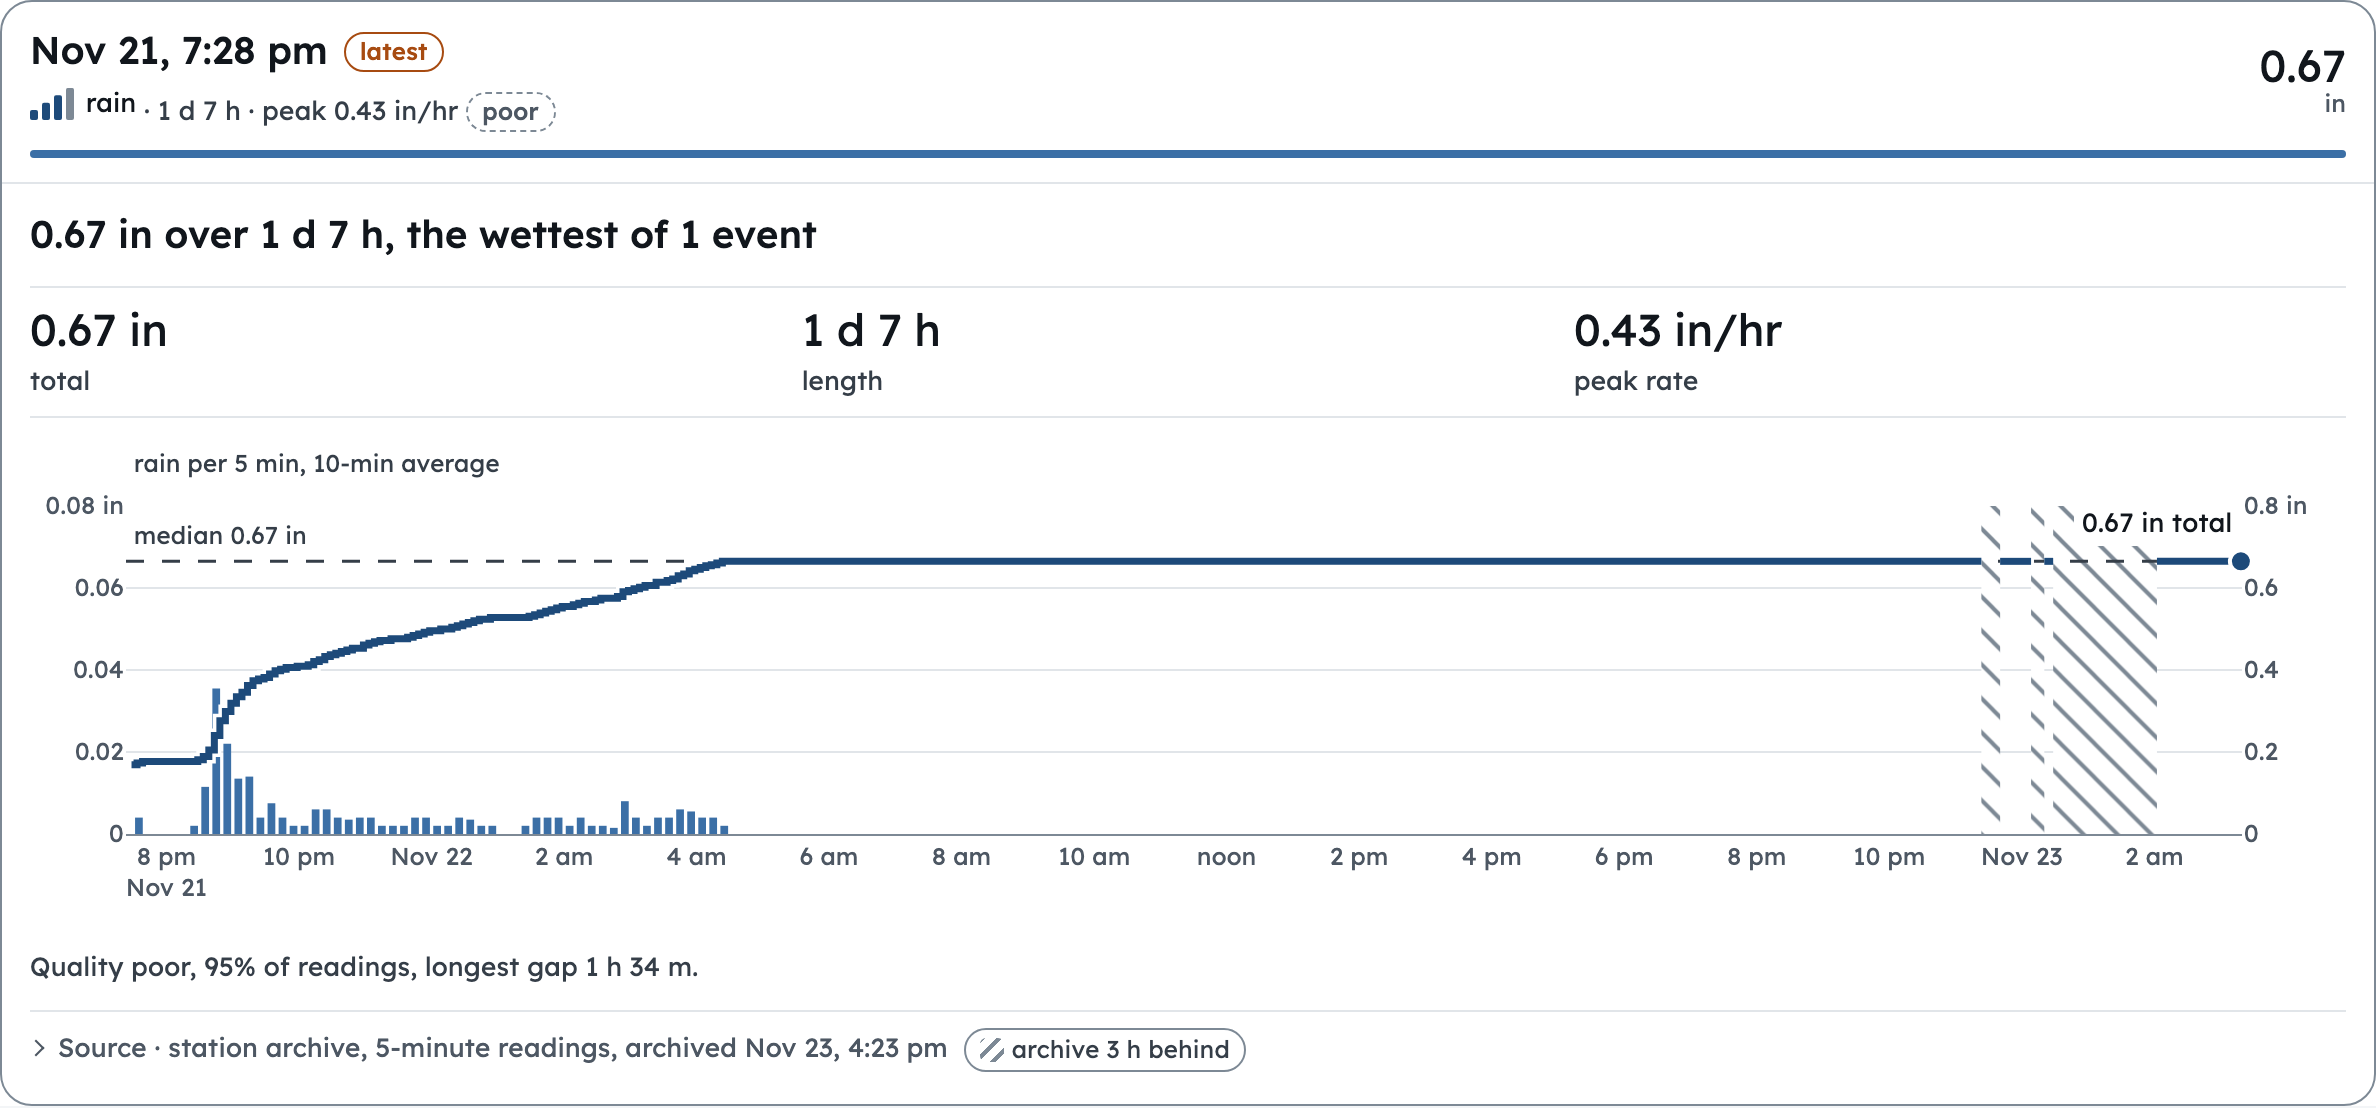 Nov 21, 7:28 pm latest
0.67
rain · 1 d 7 h · peak 0.43 in/hr poor
in
0.67 in over 1 d 7 h, the wettest of 1 event
0.67 in 1 d 7 h 0.43 in/hr
total length peak rate
rain per 5 min, 10-min average
0.08 in 0.8 in
median 0.67 in 0.67 in total
0.06 0.6
0.04 0.4
0.02 0.2
0 0
8 pm 10 pm Nov 22 2 am 4 am 6 am 8 am 10 am noon 2 pm 4 pm 6 pm 8 pm 10 pm Nov 23 2 am
Nov 21
Quality poor, 95% of readings, longest gap 1 h 34 m.
Source · station archive, 5-minute readings, archived Nov 23, 4:23 pm archive 3 h behind